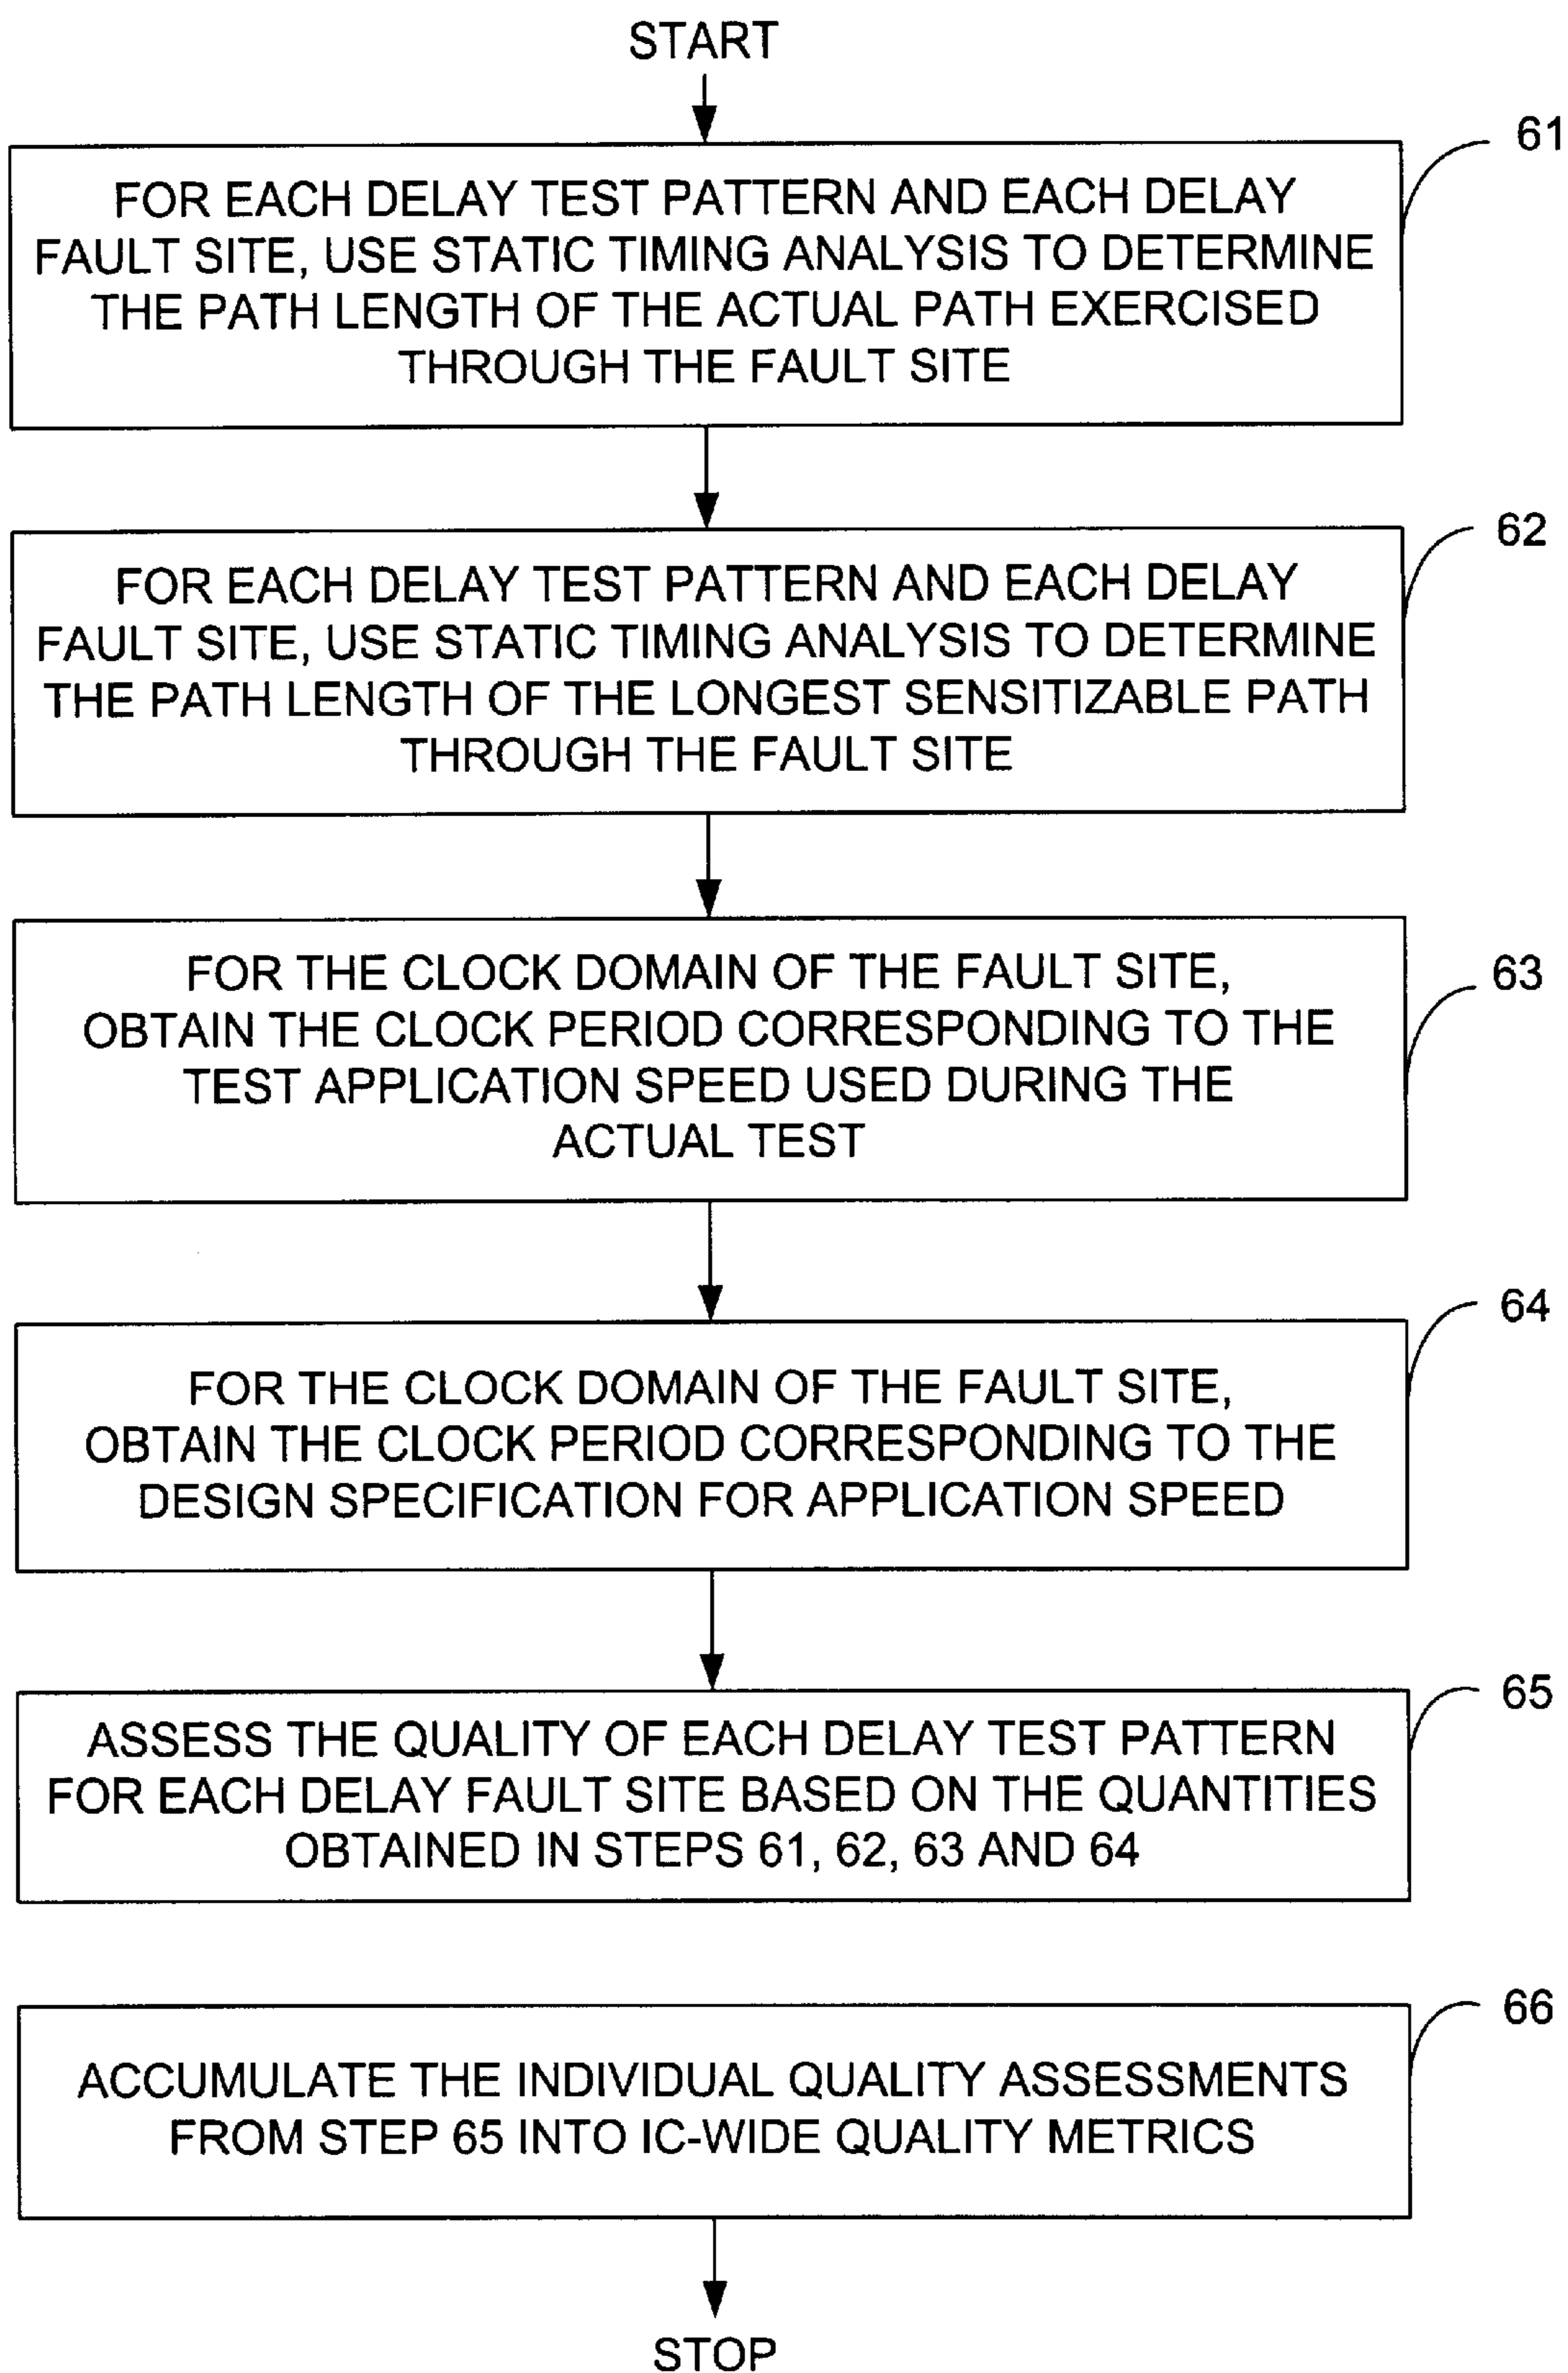 START
61
FOR EACH DELAY TEST PATTERN AND EACH DELAY
FAULT SITE, USE STATIC TIMING ANALYSIS TO DETERMINE
THE PATH LENGTH OF THE ACTUAL PATH EXERCISED
THROUGH THE FAULT SITE
62
FOR EACH DELAY TEST PATTERN AND EACH DELAY
FAULT SITE, USE STATIC TIMING ANALYSIS TO DETERMINE
THE PATH LENGTH OF THE LONGEST SENSITIZABLE PATH
THROUGH THE FAULT SITE
63
FOR THE CLOCK DOMAIN OF THE FAULT SITE,
OBTAIN THE CLOCK PERIOD CORRESPONDING TO THE
TEST APPLICATION SPEED USED DURING THE
ACTUAL TEST
64
FOR THE CLOCK DOMAIN OF THE FAULT SITE,
OBTAIN THE CLOCK PERIOD CORRESPONDING TO THE
DESIGN SPECIFICATION FOR APPLICATION SPEED
65
ASSESS THE QUALITY OF EACH DELAY TEST PATTERN
FOR EACH DELAY FAULT SITE BASED ON THE QUANTITIES
OBTAINED IN STEPS 61, 62, 63 AND 64
66
ACCUMULATE THE INDIVIDUAL QUALITY ASSESSMENTS
FROM STEP 65 INTO IC-WIDE QUALITY METRICS
STOP